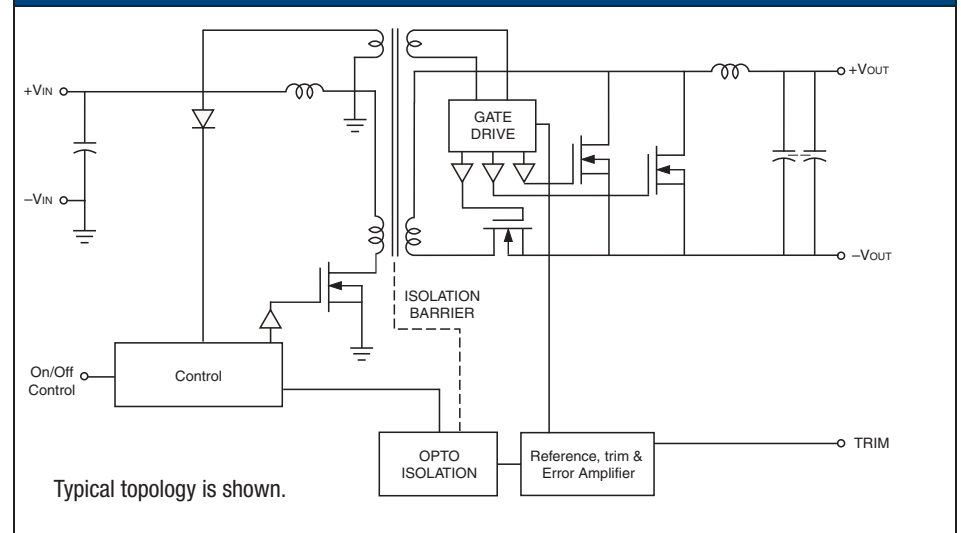 +VIN
−VIN
GATE
DRIVE
+VOUT
−VOUT
ISOLATION
BARRIER
On/Off
Control
Control
OPTO
ISOLATION
Reference, trim &
Error Amplifier
TRIM
Typical topology is shown.